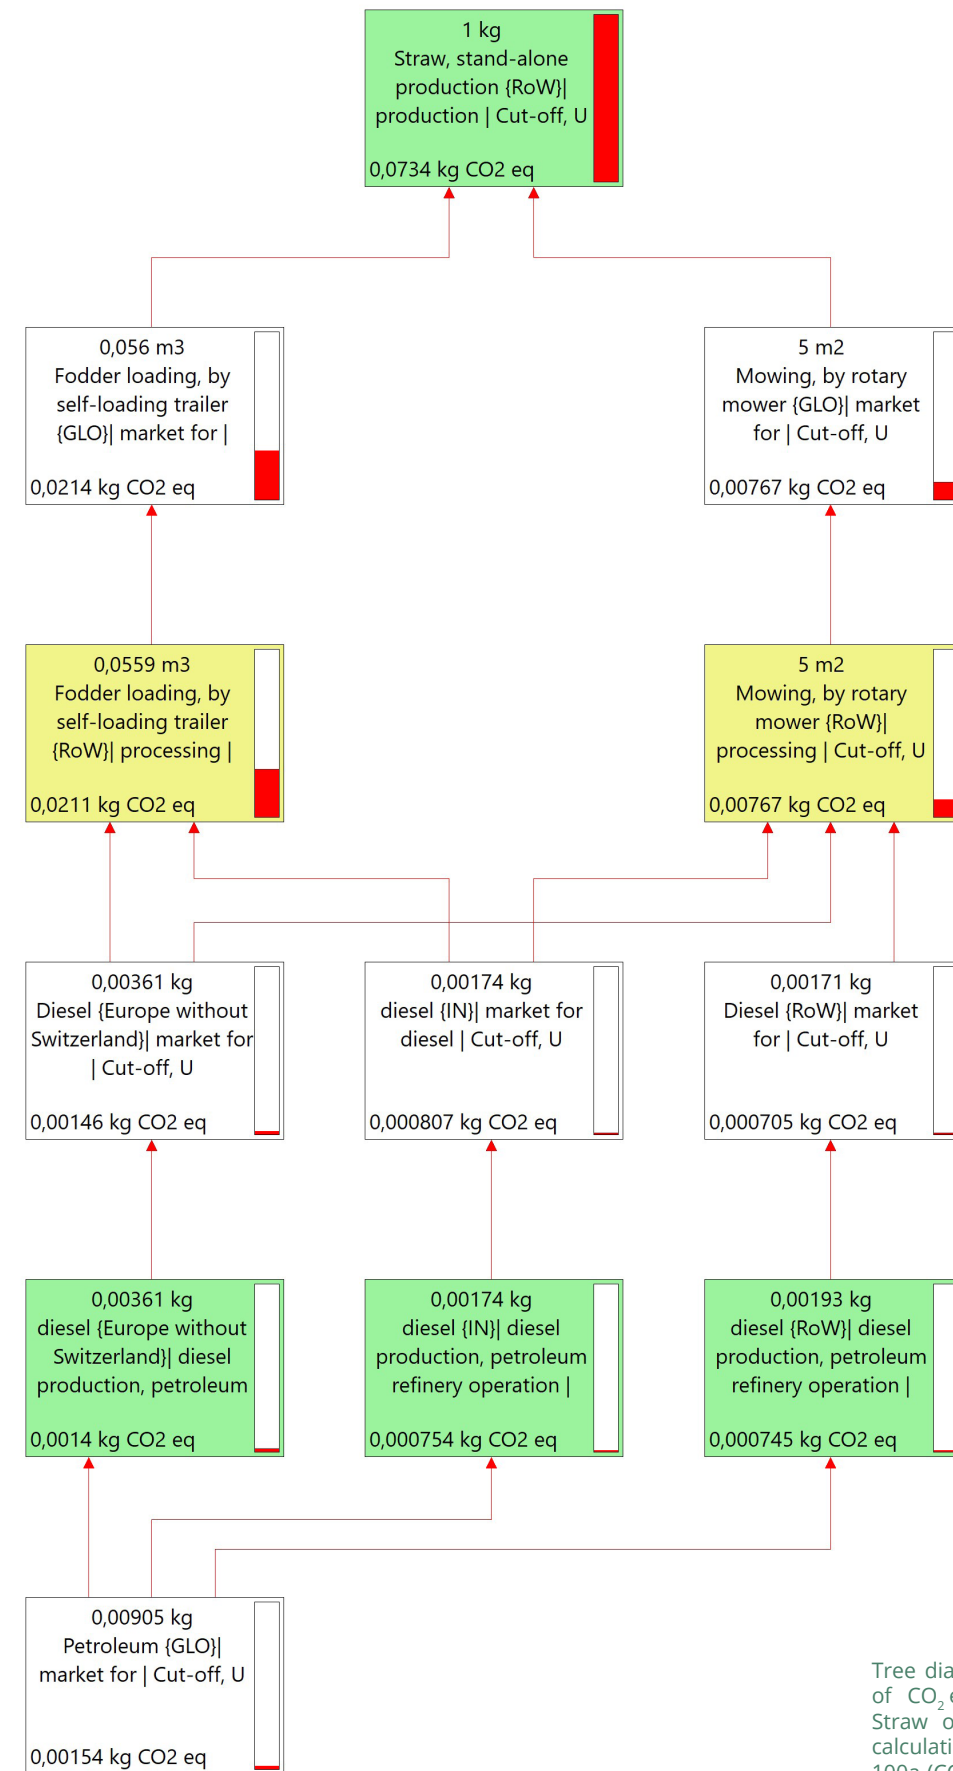 1 kg
Straw, stand-alone
production {RoW}|
production | Cut-off, U
0,0734 kg CO2 eq
0,056 m3
Fodder loading, by
self-loading trailer
{GLO}| market for |
0,0214 kg CO2 eq
5 m2
Mowing, by rotary
mower {GLO}| market
for | Cut-off, U
0,00767 kg CO2 eq
0,0559 m3
Fodder loading, by
self-loading trailer
{RoW}| processing |
0,0211 kg CO2 eq
5 m2
Mowing, by rotary
mower {RoW}|
processing | Cut-off, U
0,00767 kg CO2 eq
0,00361 kg
Diesel {Europe without
Switzerland}| market for
| Cut-off, U
0,00146 kg CO2 eq
0,00174 kg
diesel {IN}| market for
diesel | Cut-off, U
0,000807 kg CO2 eq
0,00171 kg
Diesel {RoW}| market
for | Cut-off, U
0,000705 kg CO2 eq
0,00361 kg
diesel {Europe without
Switzerland}| diesel
production, petroleum
0,0014 kg CO2 eq
0,00174 kg
diesel {IN}| diesel
production, petroleum
refinery operation |
0,000754 kg CO2 eq
0,00193 kg
diesel {RoW}| diesel
production, petroleum
refinery operation |
0,000745 kg CO2 eq
0,00905 kg
Petroleum {GLO}|
market for | Cut-off, U
0,00154 kg CO2 eq
Tree
of CO2
Straw